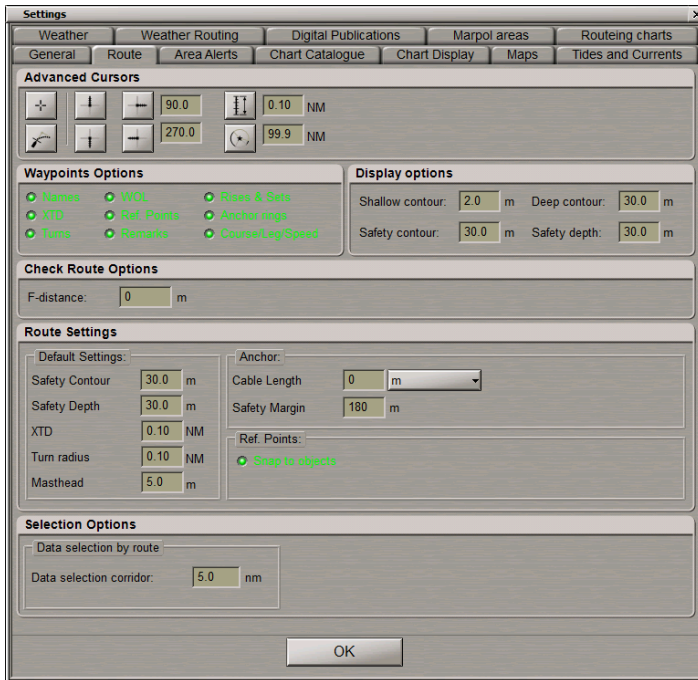 Settings
Weather Weather Routing Digital Publications Marpol areas Routeing charts
General Route Area Alerts Chart Catalogue Chart Display Maps Tides and Currents
Advanced Cursors
90.0 0.10 NM
270.0 99.9 NM
Waypoints Options
Names WOL Rises & Sets
XTD Ref. Points Anchor rings
Turns Remarks Course/Leg/Speed
Display options
Shallow contour: 2.0 m Deep contour: 30.0 m
Safety contour: 30.0 m Safety depth: 30.0 m
Check Route Options
F-distance: 0 m
Route Settings
Default Settings:
Safety Contour 30.0 m
Safety Depth 30.0 m
XTD 0.10 NM
Turn radius 0.10 NM
Masthead 5.0 m
Anchor:
Cable Length 0 m
Safety Margin 180 m
Ref. Points:
Snap to objects
Selection Options
Data selection by route
Data selection corridor: 5.0 nm
OK